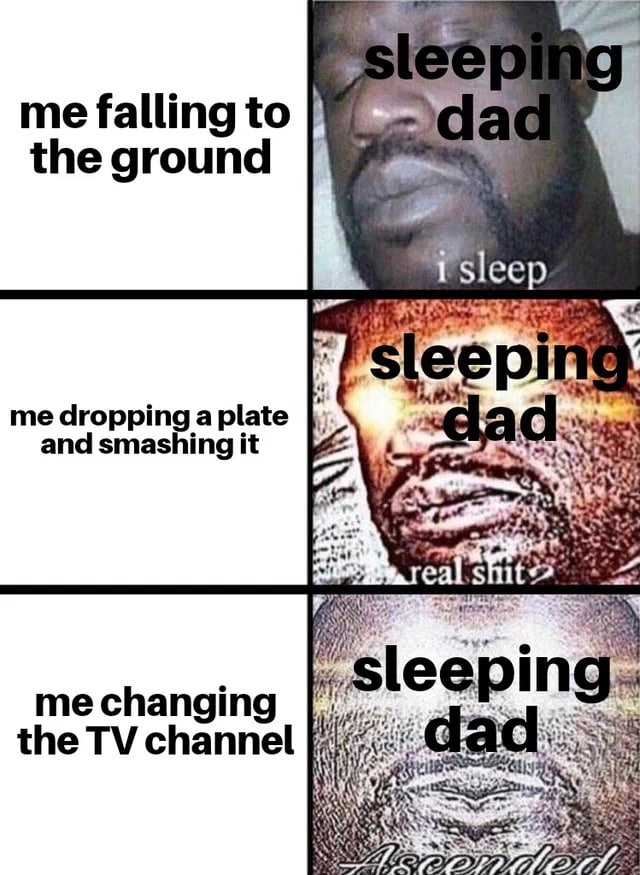 me falling to
the ground
sleeping
dad
i sleep
me dropping a plate
and smashing it
sleeping
dad
real shit?
me changing
the TV channel
sleeping
dad
Ascended